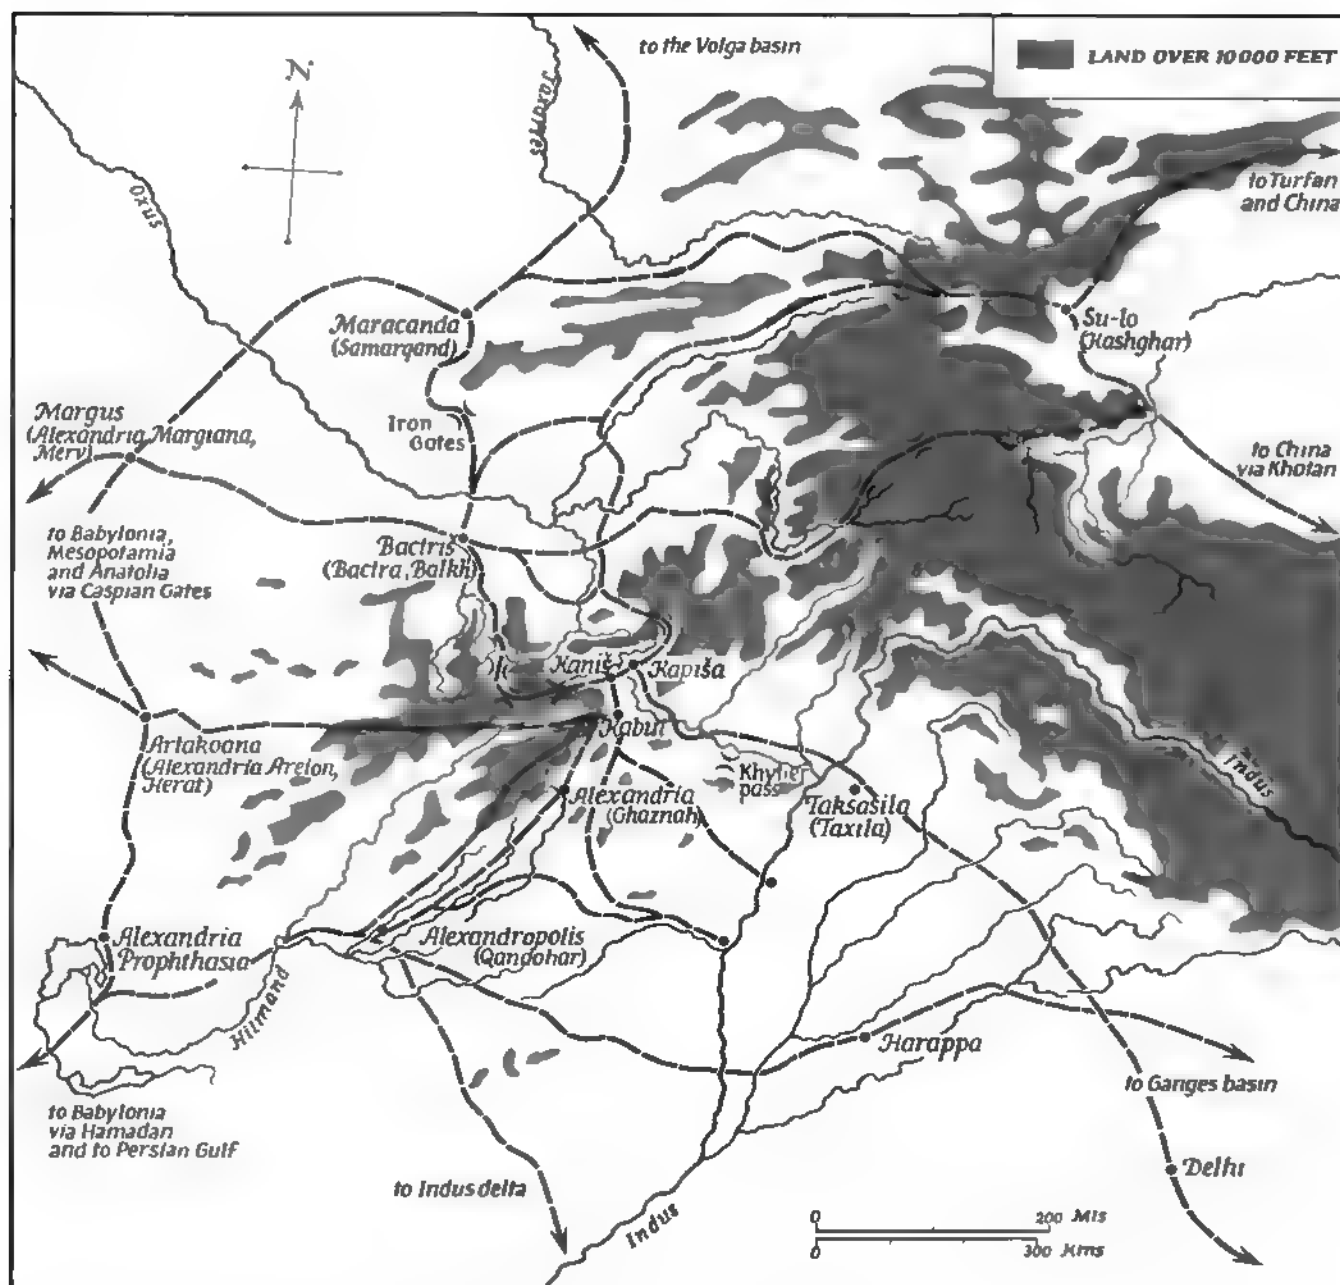 to the Volga basin
LAND OVER 10000 FEET
N
Jaxartes
Oxus
to Turfan
and China
Maracanda
(Samarqand)
Su-lo
(Kashghar)
Iron
Gates
Margus
(Alexandria Margiana,
Merv)
to China
via Khotan
to Babylonia,
Mesopotamia
and Anatolia
via Caspian Gates
Bactris
(Bactra, Balkh)
Kaniš
Kapiša
Kabul
Artakoana
(Alexandria Areion,
Herat)
Khyber
pass
Indus
Alexandria
(Ghaznah)
Taksašila
(Taxila)
Alexandria
Prophthasia
Alexandropolis
(Qandahar)
Hilmand
Harappa
to Ganges basin
to Babylonia
via Hamadan
and to Persian Gulf
Delhi
to Indus delta
Indus
0 200 Mls
0 300 Kms